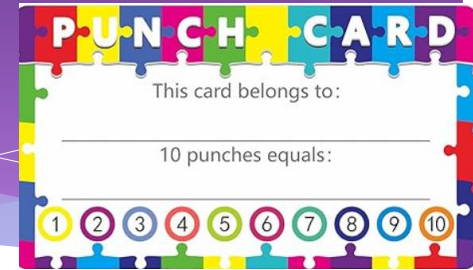 PUNCH CARD
This card belongs to:
10 punches equals:
1 2 3 4 5 6 7 8 9 10